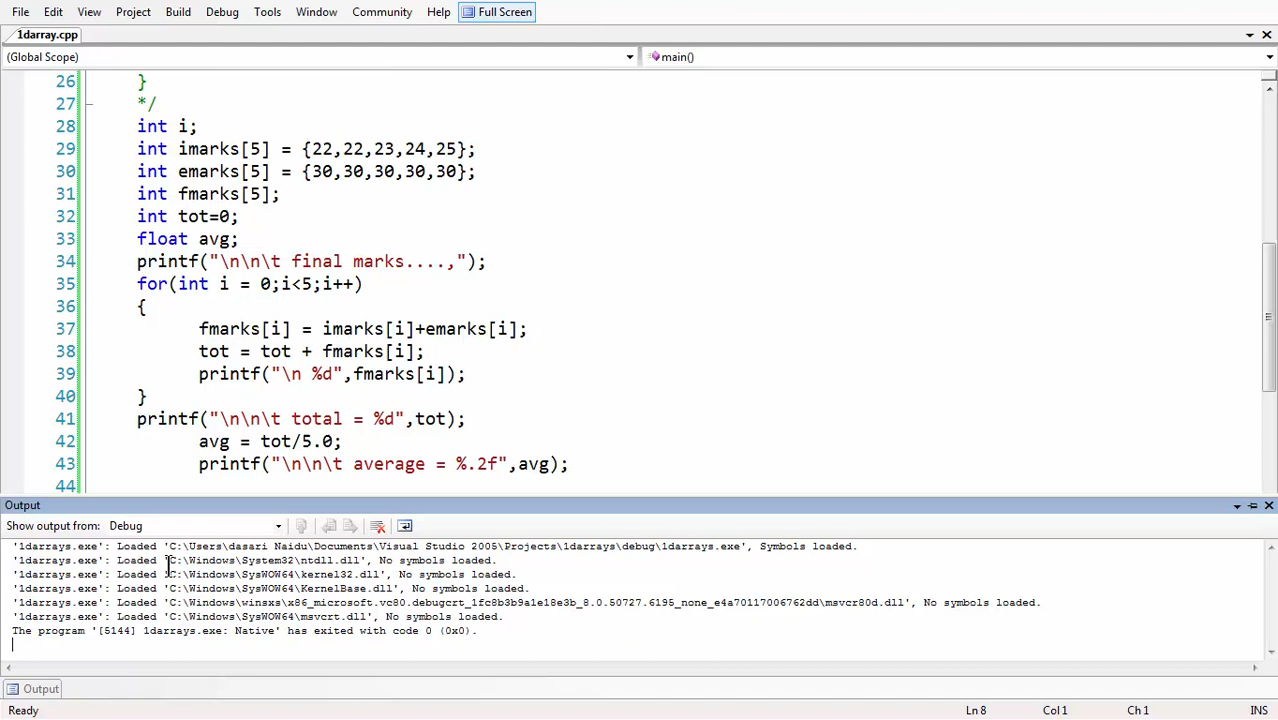 File Edit View Project Build Debug Tools Window Community Help Full Screen
1darray.cpp
(Global Scope) main()
26 }
27 */
28 int i;
29 int imarks[5] = {22,22,23,24,25};
30 int emarks[5] = {30,30,30,30,30};
31 int fmarks[5];
32 int tot=0;
33 float avg;
34 printf("\n\n\t final marks....,");
35 for(int i = 0;i<5;i++)
36 {
37 fmarks[i] = imarks[i]+emarks[i];
38 tot = tot + fmarks[i];
39 printf("\n %d",fmarks[i]);
40 }
41 printf("\n\n\t total = %d",tot);
42 avg = tot/5.0;
43 printf("\n\n\t average = %.2f",avg);
44
Output
Show output from: Debug
'1darrays.exe': Loaded 'C:\Users\dasari Naidu\Documents\Visual Studio 2005\Projects\1darrays\debug\1darrays.exe', Symbols loaded.
'1darrays.exe': Loaded 'C:\Windows\System32\ntdll.dll', No symbols loaded.
'1darrays.exe': Loaded 'C:\Windows\SysWOW64\kernel32.dll', No symbols loaded.
'1darrays.exe': Loaded 'C:\Windows\SysWOW64\KernelBase.dll', No symbols loaded.
'1darrays.exe': Loaded 'C:\Windows\winsxs\x86_microsoft.vc80.debugcrt_1fc8b3b9a1e18e3b_8.0.50727.6195_none_e4a70117006762dd\msvcr80d.dll', No symbols loaded.
'1darrays.exe': Loaded 'C:\Windows\SysWOW64\msvcrt.dll', No symbols loaded.
The program '[5144] 1darrays.exe: Native' has exited with code 0 (0x0).
Output
Ready Ln 8 Col 1 Ch 1 INS